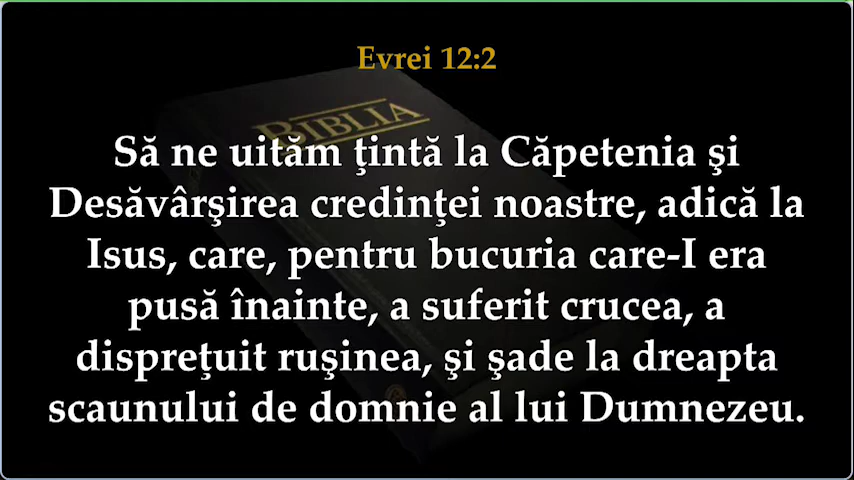 Evrei 12:2
BIBLIA
Să ne uităm ţintă la Căpetenia şi
Desăvârşirea credinţei noastre, adică la
Isus, care, pentru bucuria care-I era
pusă înainte, a suferit crucea, a
dispreţuit ruşinea, şi şade la dreapta
scaunului de domnie al lui Dumnezeu.